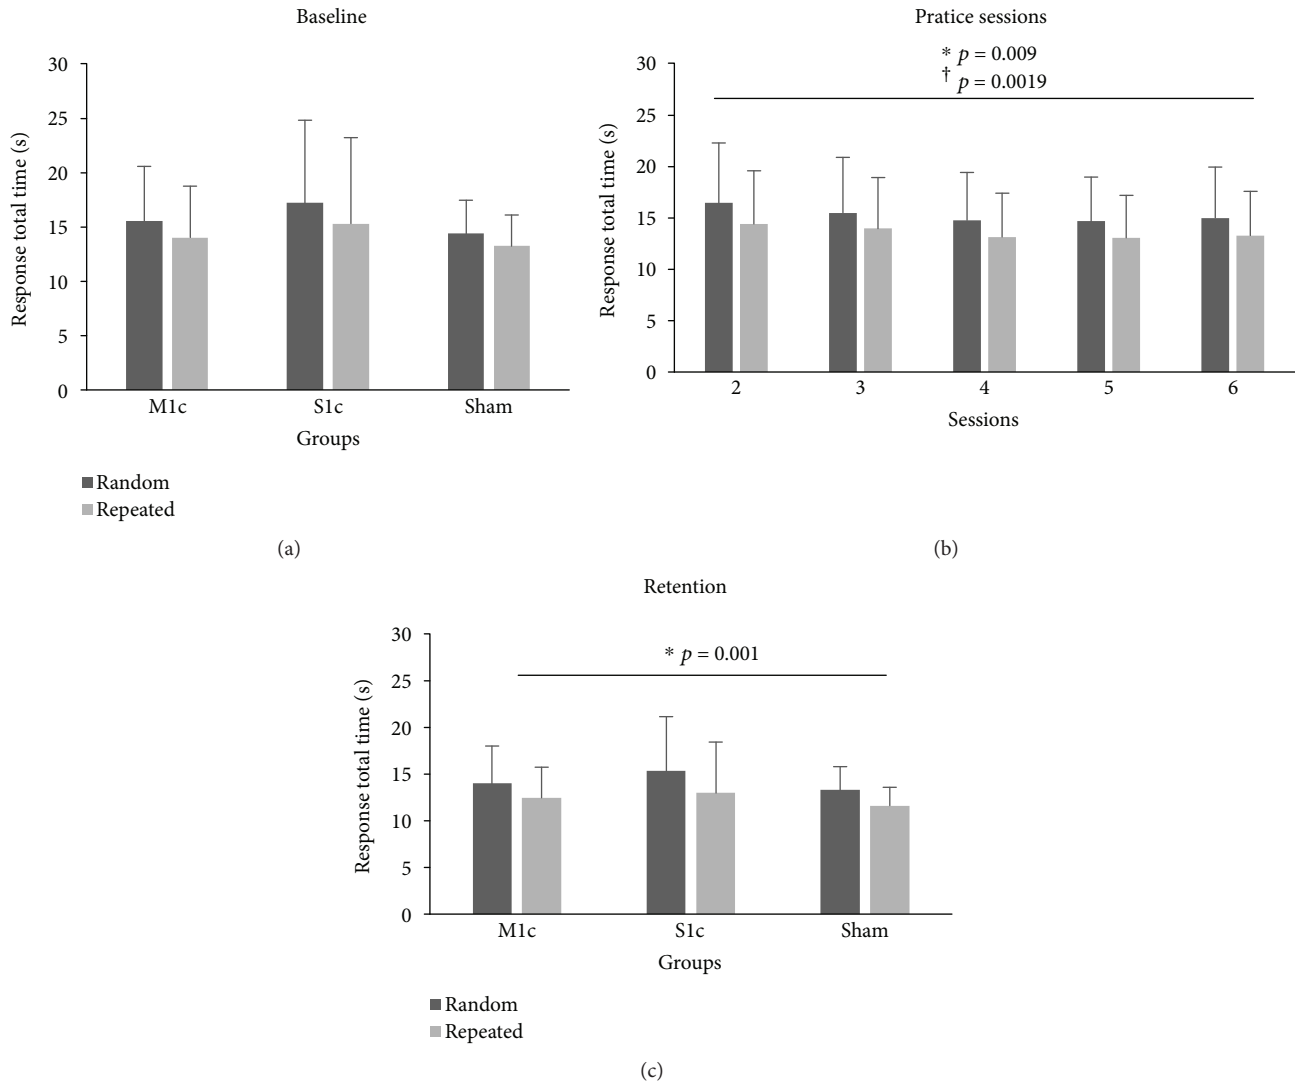 Baseline
30
25
20
15
10
5
0
Response total time (s)
M1c S1c Sham
Groups
Random
Repeated
(a)
Pratice sessions
* p = 0.009
† p = 0.0019
30
25
20
15
10
5
0
Response total time (s)
2 3 4 5 6
Sessions
(b)
Retention
* p = 0.001
30
25
20
15
10
5
0
Response total time (s)
M1c S1c Sham
Groups
Random
Repeated
(c)